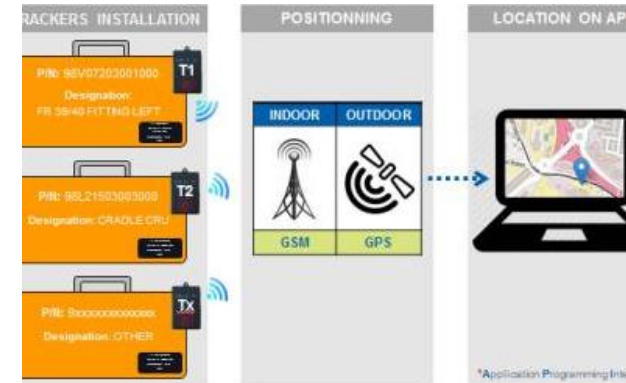 RACKERS INSTALLATION
POSITIONNING
LOCATION ON AP
P/N: 98V07203001000
T1
Designation:
FR 39/40 FITTING LEFT
INDOOR
OUTDOOR
P/N: 98L21503003000
T2
Designation: CRADLE CRU
GSM
GPS
Tx
P/N: 9xxxxxxxxxxxxx
Designation: OTHER
*Application Programming Inte